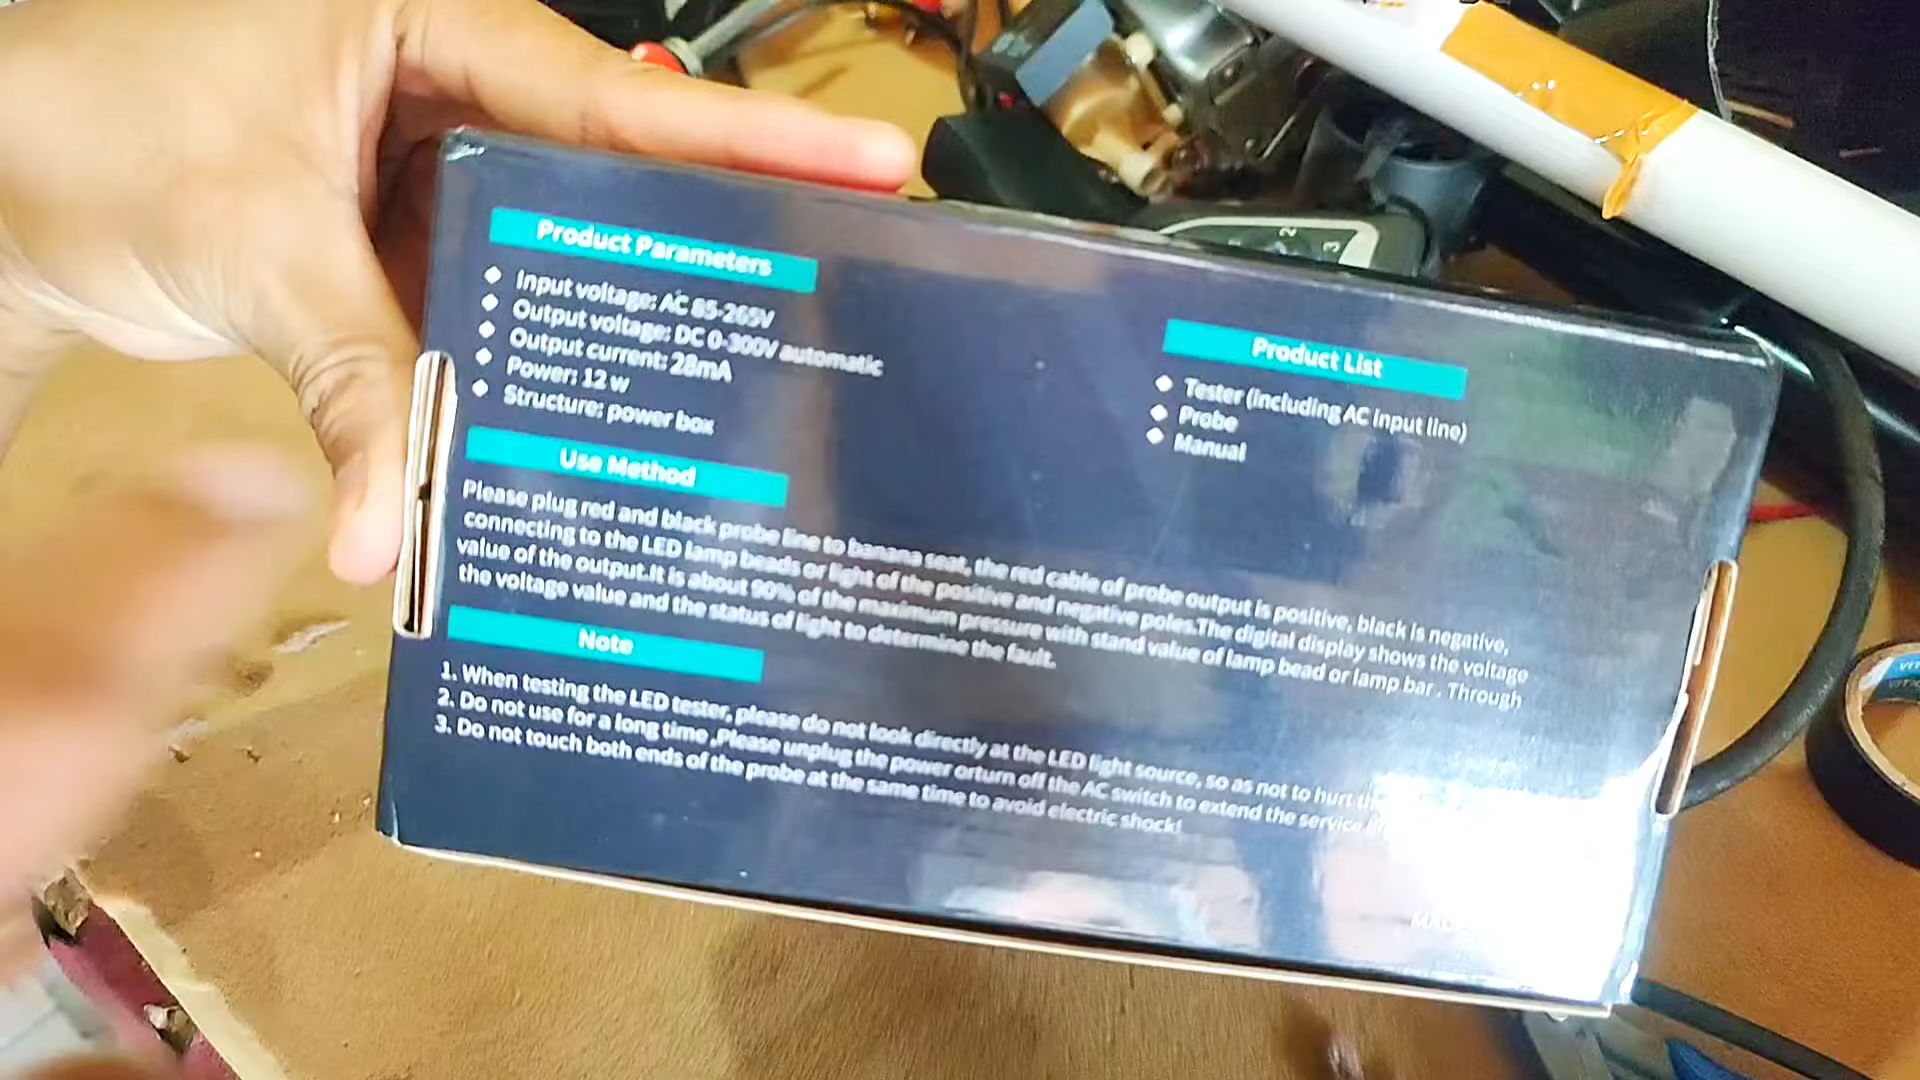 Product Parameters
Input voltage: AC 85-265V
Output voltage: DC 0-300V automatic
Output current: 28mA
Power: 12 w
Structure: power box
Product List
Tester (including AC input line)
Probe
Manual
Use Method
Please plug red and black probe line to banana seat, the red cable of probe output is positive, black is negative,
connecting to the LED lamp beads or light of the positive and negative poles.The digital display shows the voltage
value of the output.It is about 90% of the maximum pressure with stand value of lamp bead or lamp bar . Through
the voltage value and the status of light to determine the fault.
Note
1. When testing the LED tester, please do not look directly at the LED light source, so as not to hurt
2. Do not use for a long time ,Please unplug the power orturn off the AC switch to extend the service
3. Do not touch both ends of the probe at the same time to avoid electric shock!
2
3